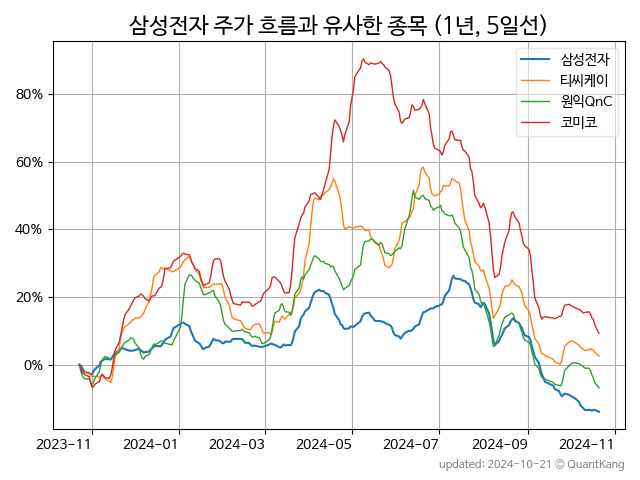 삼성전자 주가 흐름과 유사한 종목 (1년, 5일선)
삼성전자
티씨케이
원익QnC
코미코
80%
60%
40%
20%
0%
2023-11 2024-01 2024-03 2024-05 2024-07 2024-09 2024-11
updated: 2024-10-21 © QuantKang